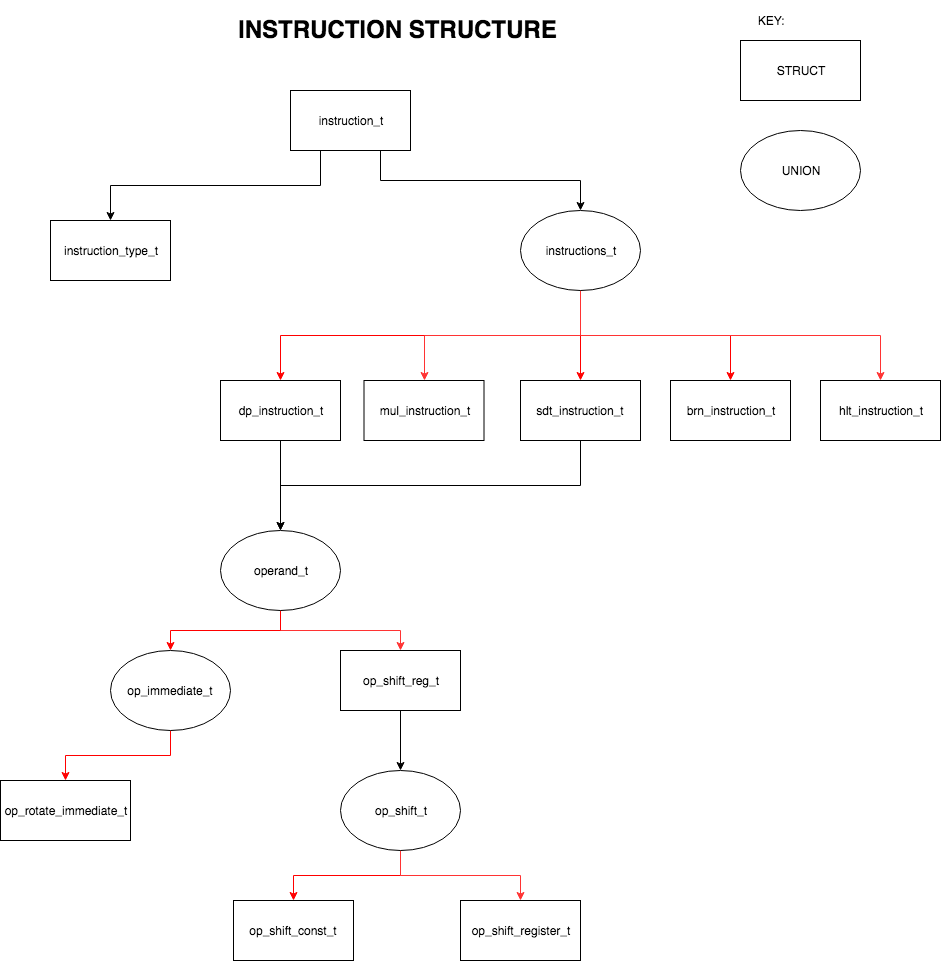 INSTRUCTION STRUCTURE
KEY:
STRUCT
instruction_t
UNION
instruction_type_t
instructions_t
dp_instruction_t
mul_instruction_t
sdt_instruction_t
brn_instruction_t
hlt_instruction_t
operand_t
op_immediate_t
op_shift_reg_t
op_rotate_immediate_t
op_shift_t
op_shift_const_t
op_shift_register_t